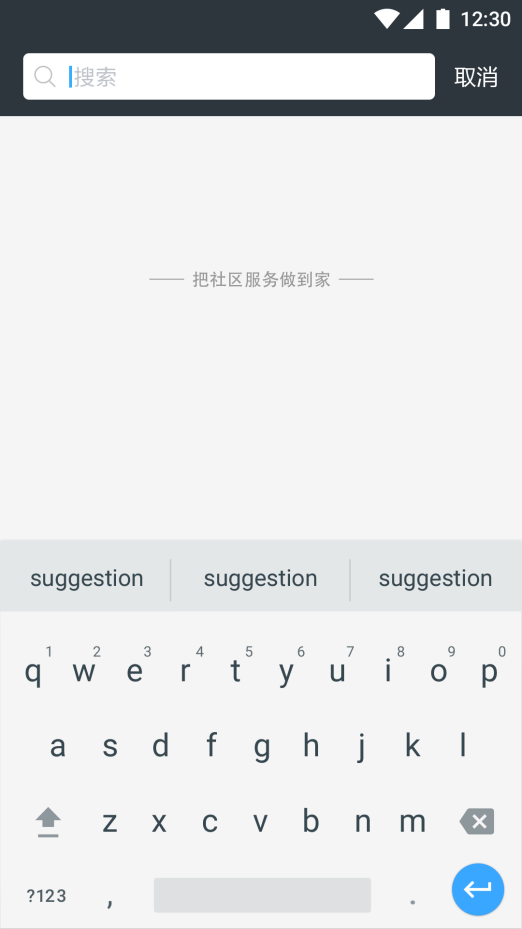 12:30
搜索 取消
把社区服务做到家
suggestion suggestion suggestion
1 2 3 4 5 6 7 8 9 0
q w e r t y u i o p
a s d f g h j k l
z x c v b n m
?123 , .